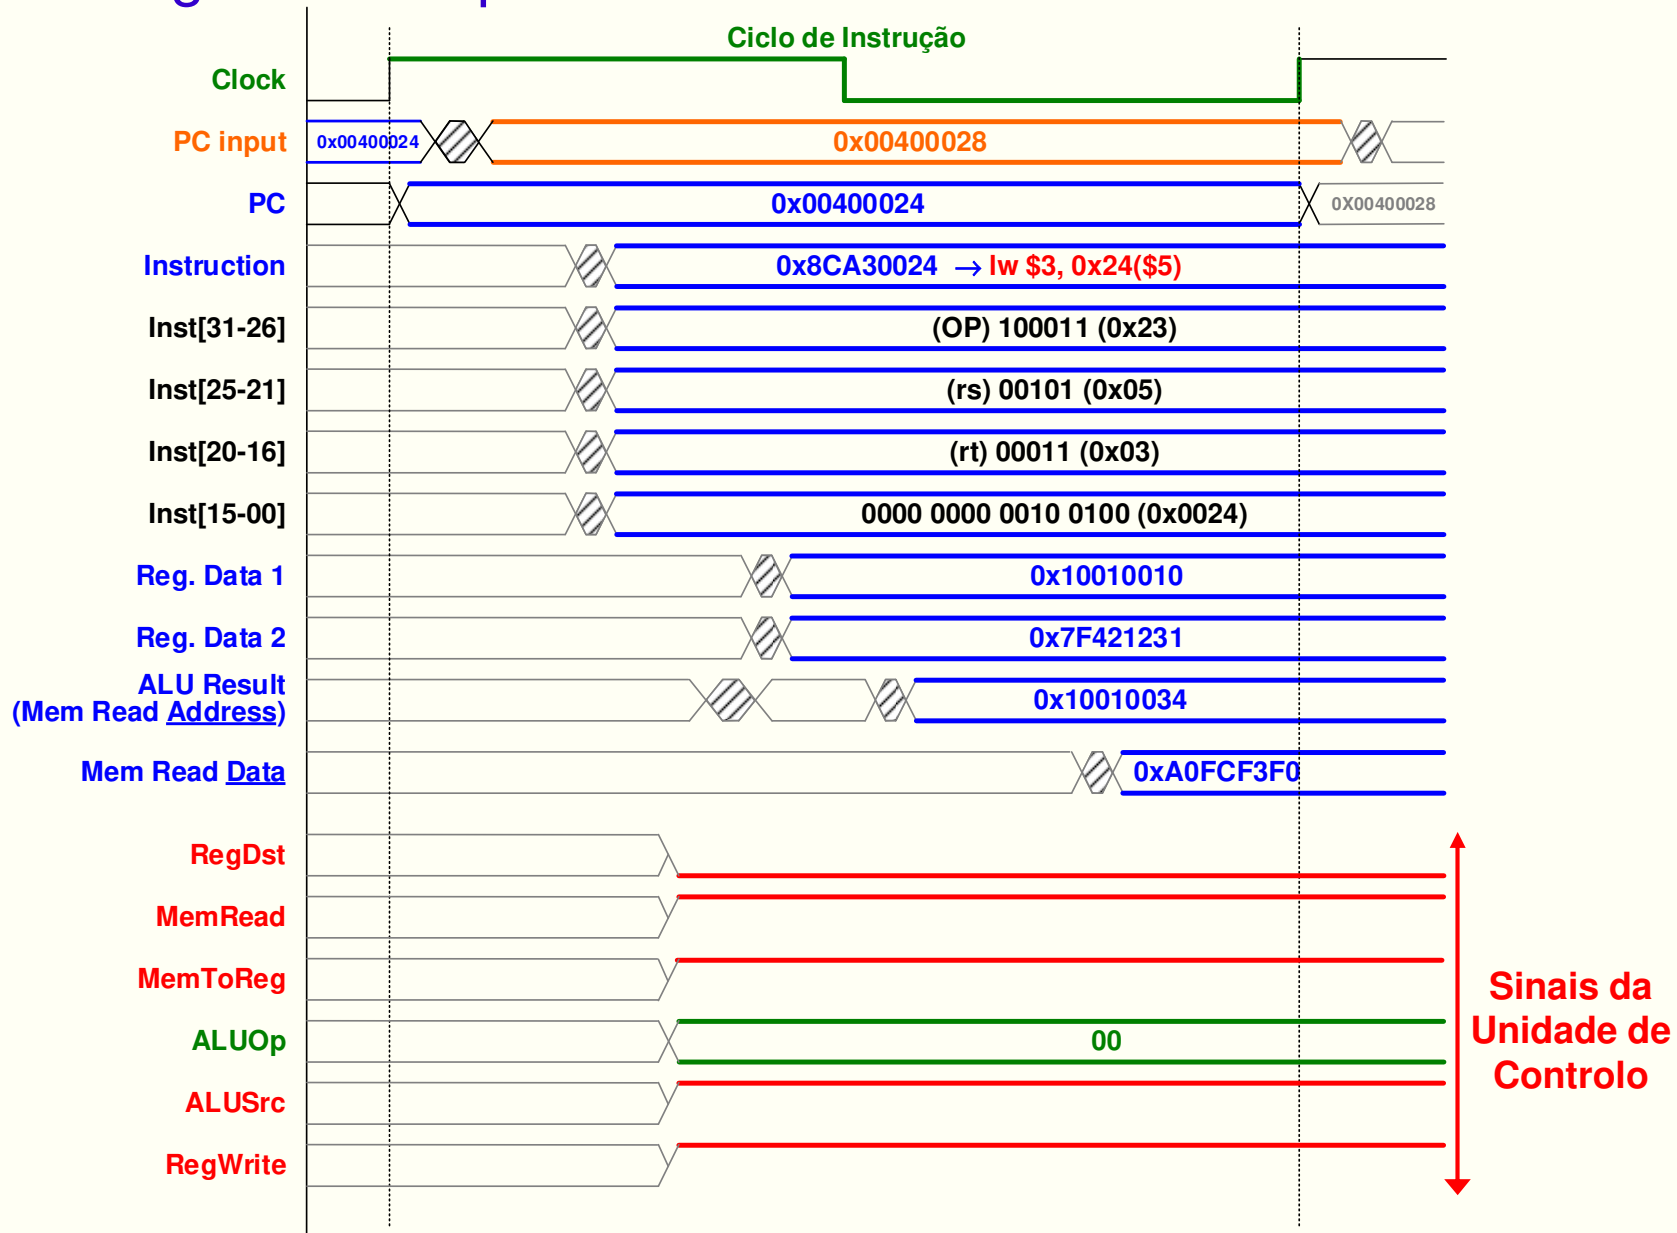 Ciclo de Instrução
Clock
PC input 0x00400024 0x00400028
PC 0x00400024 0X00400028
Instruction 0x8CA30024 → lw $3, 0x24($5)
Inst[31-26] (OP) 100011 (0x23)
Inst[25-21] (rs) 00101 (0x05)
Inst[20-16] (rt) 00011 (0x03)
Inst[15-00] 0000 0000 0010 0100 (0x0024)
Reg. Data 1 0x10010010
Reg. Data 2 0x7F421231
ALU Result
(Mem Read Address) 0x10010034
Mem Read Data 0xA0FCF3F0
RegDst
MemRead
MemToReg
ALUOp 00
ALUSrc
RegWrite
Sinais da
Unidade de
Controlo